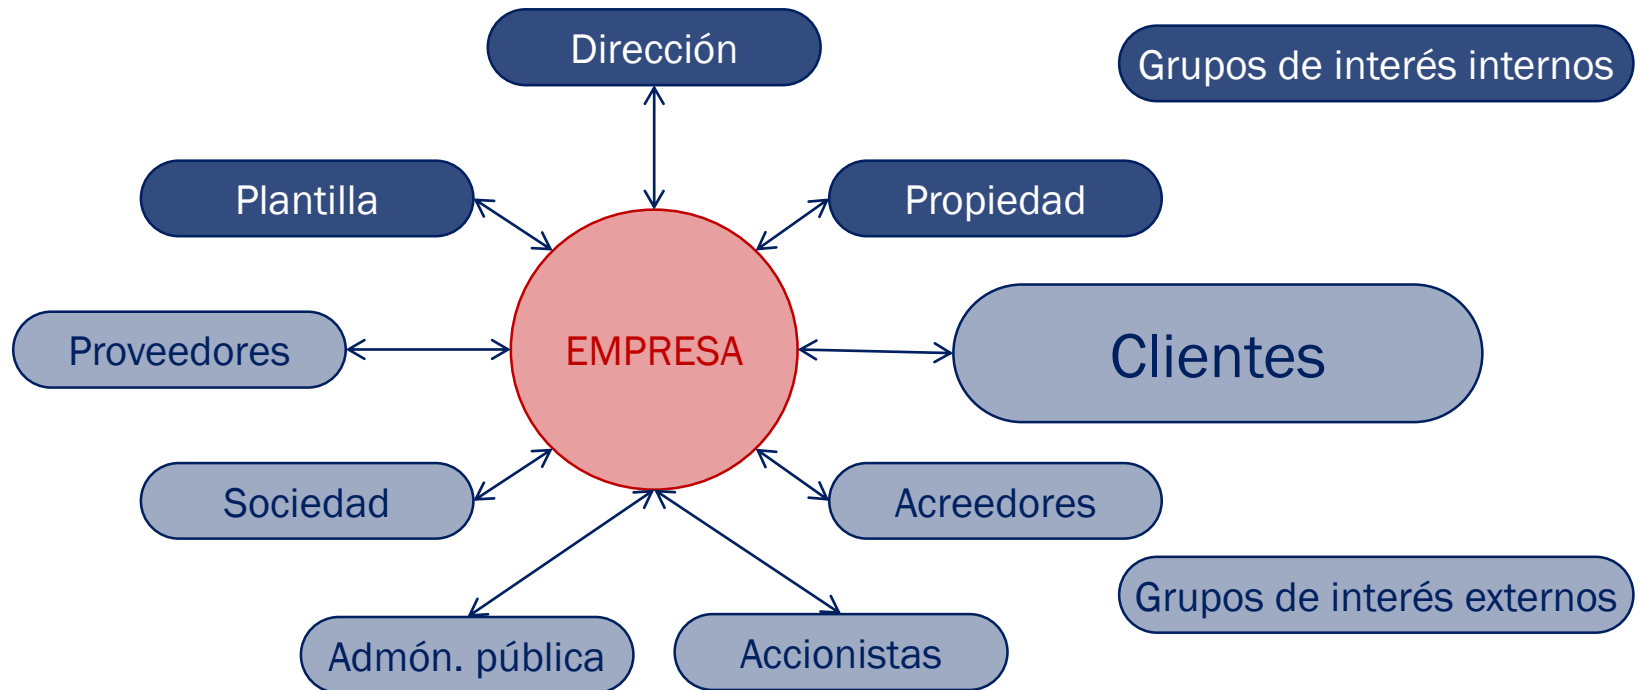 Dirección
Grupos de interés internos
Plantilla
Propiedad
Proveedores
EMPRESA
Clientes
Sociedad
Acreedores
Grupos de interés externos
Admón. pública
Accionistas